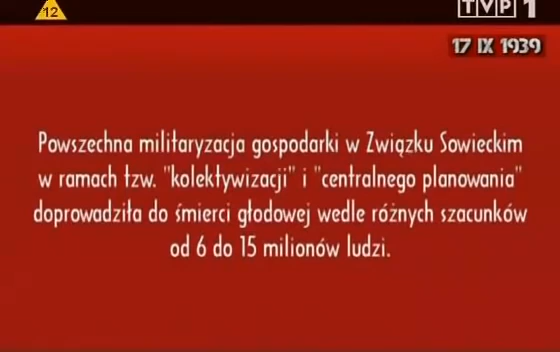 12
TVP 1
17 IX 1939
Powszechna militaryzacja gospodarki w Związku Sowieckim
w ramach tzw. "kolektywizacji" i "centralnego planowania"
doprowadziła do śmierci głodowej wedle różnych szacunków
od 6 do 15 milionów ludzi.